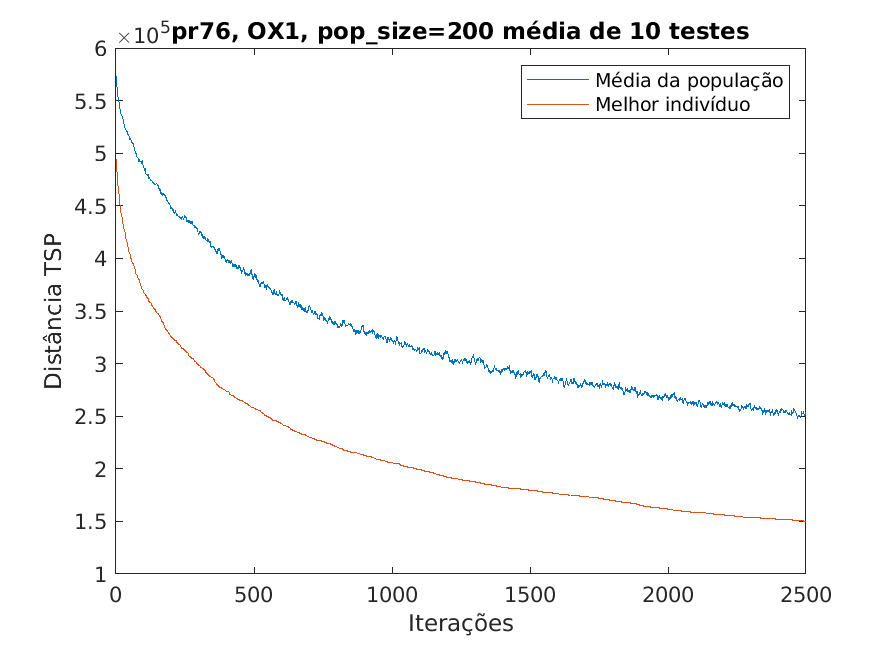 ×10⁵ pr76, OX1, pop_size=200 média de 10 testes
Média da população
Melhor indivíduo
6
5.5
5
4.5
4
3.5
3
2.5
2
1.5
1
Distância TSP
0 500 1000 1500 2000 2500
Iterações